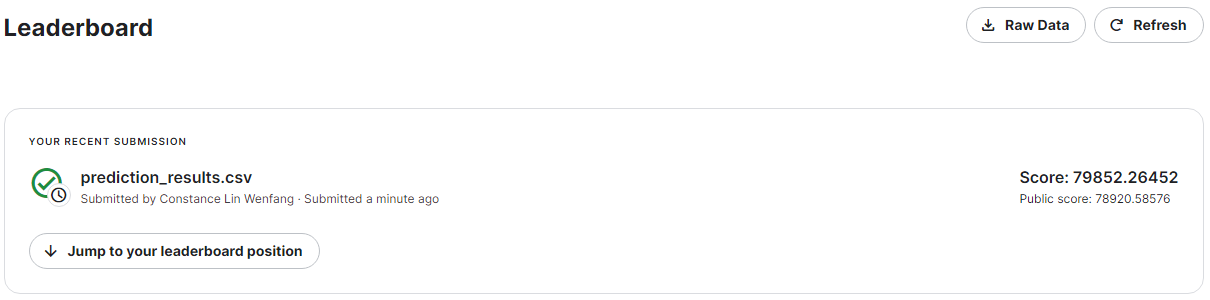 Leaderboard
Raw Data
Refresh
YOUR RECENT SUBMISSION
prediction_results.csv
Score: 79852.26452
Submitted by Constance Lin Wenfang · Submitted a minute ago
Public score: 78920.58576
Jump to your leaderboard position